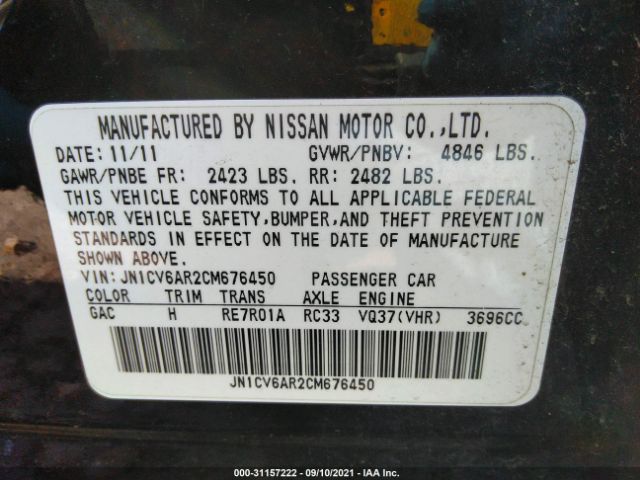 MANUFACTURED BY NISSAN MOTOR CO.,LTD.
DATE: 11/11 GVWR/PNBV: 4846 LBS.
GAWR/PNBE FR: 2423 LBS. RR: 2482 LBS.
THIS VEHICLE CONFORMS TO ALL APPLICABLE FEDERAL
MOTOR VEHICLE SAFETY,BUMPER,AND THEFT PREVENTION
STANDARDS IN EFFECT ON THE DATE OF MANUFACTURE
SHOWN ABOVE.
VIN: JN1CV6AR2CM676450 PASSENGER CAR
COLOR TRIM TRANS AXLE ENGINE
GAC H RE7R01A RC33 VQ37(VHR) 3696CC
JN1CV6AR2CM676450
000-31157222 - 09/10/2021 - IAA Inc.